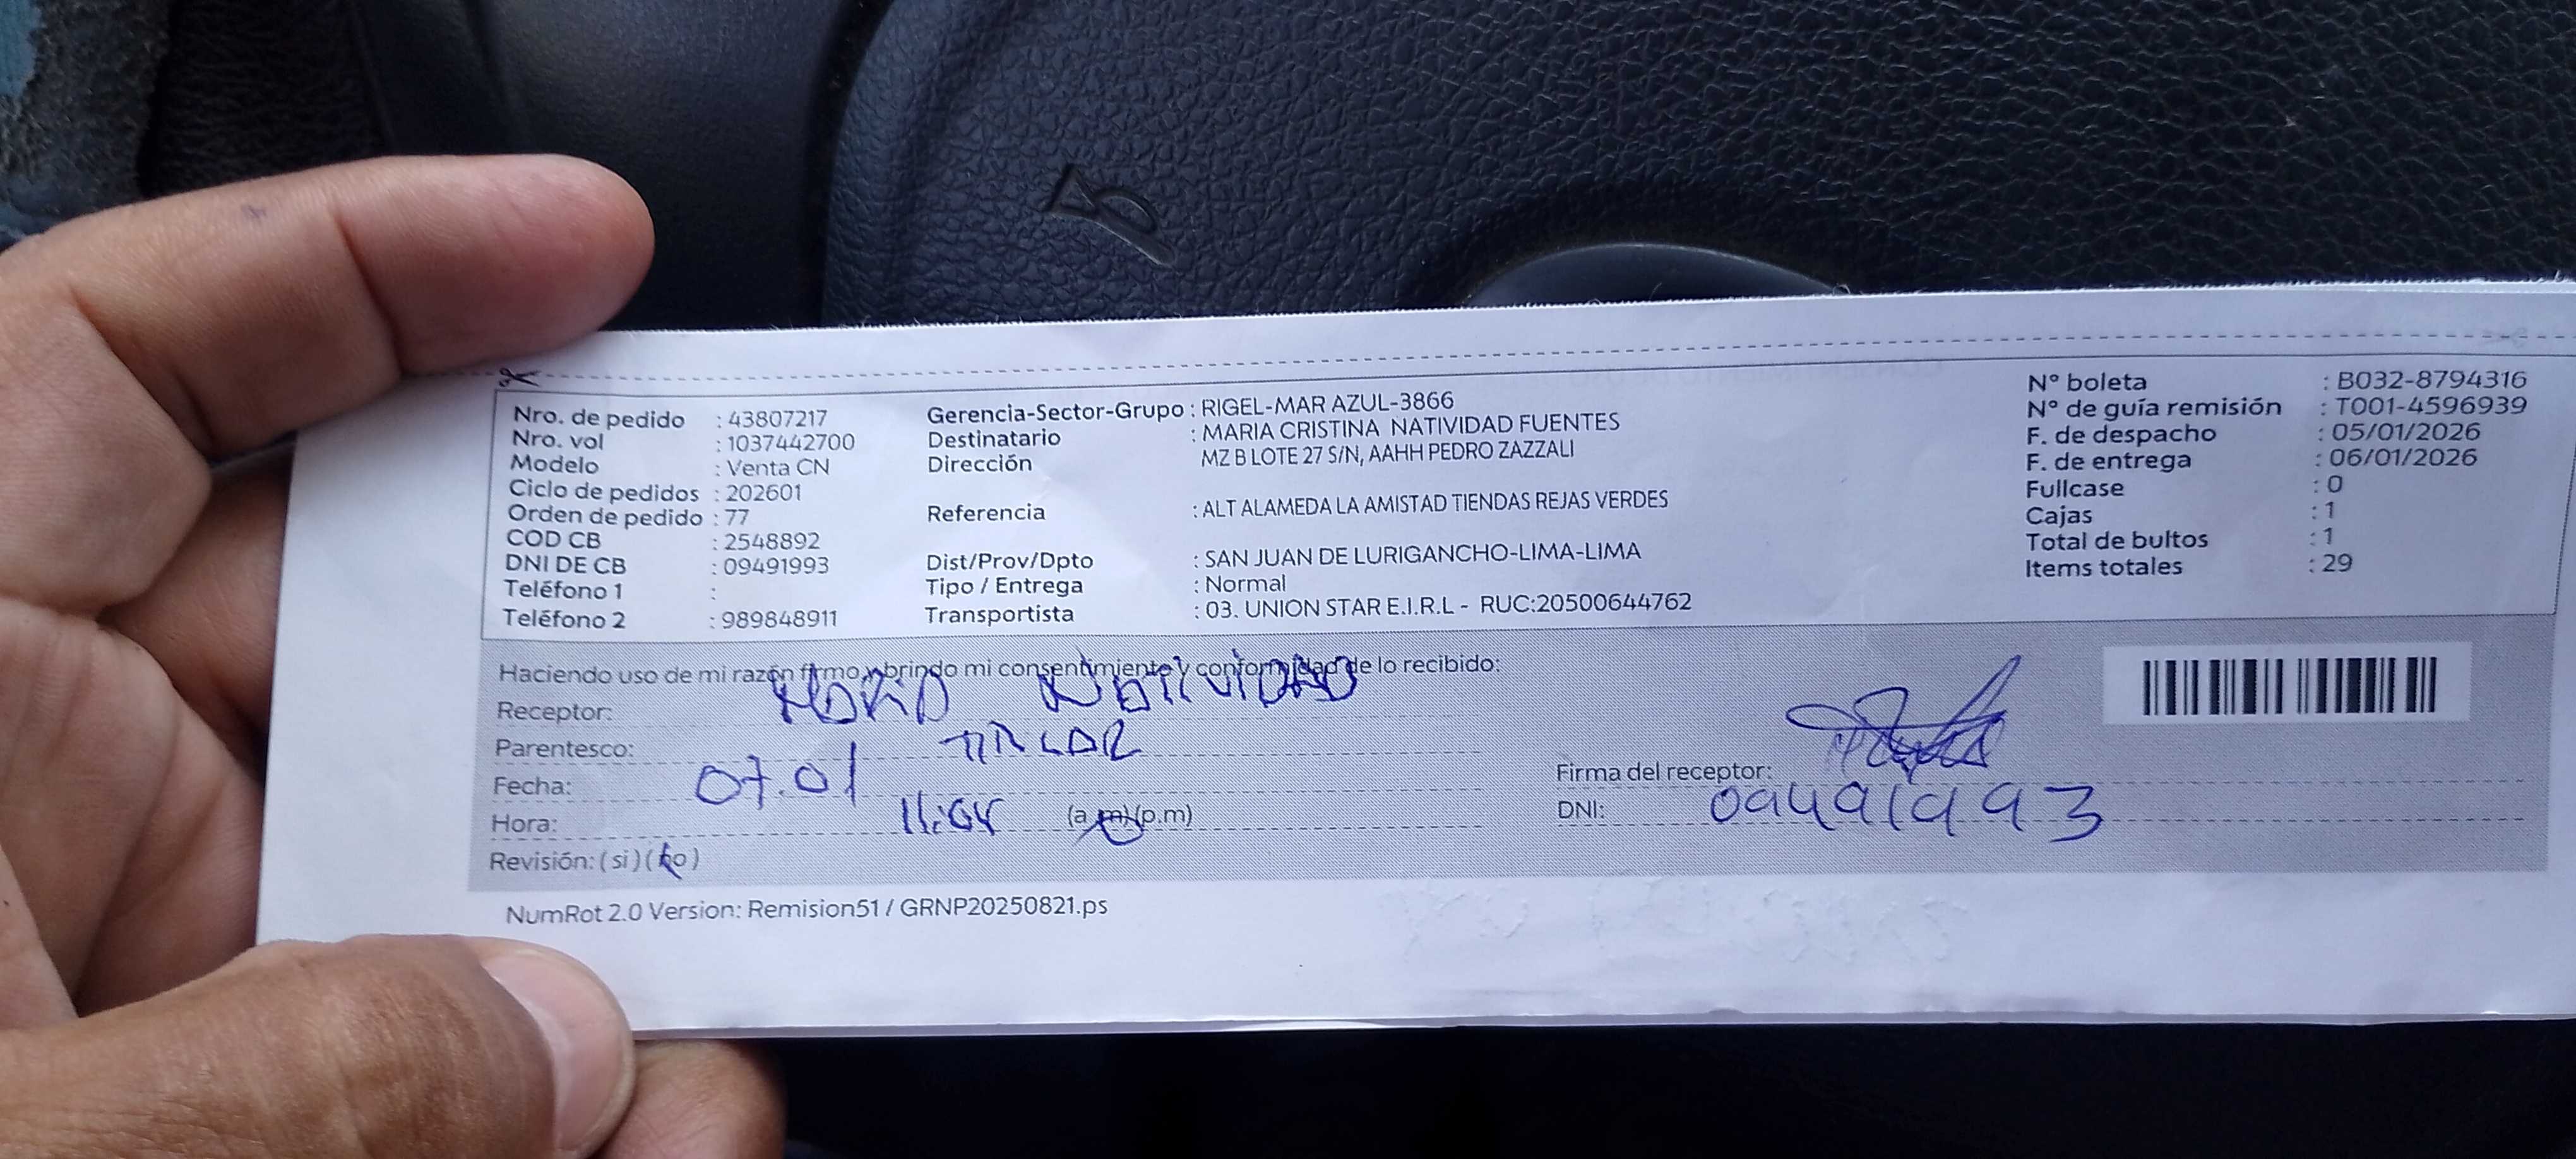 Nro. de pedido : 43807217
Nro. vol : 1037442700
Modelo : Venta CN
Ciclo de pedidos : 202601
Orden de pedido : 77
COD CB : 2548892
DNI DE CB : 09491993
Teléfono 1 :
Teléfono 2 : 989848911
Gerencia-Sector-Grupo : RIGEL-MAR AZUL-3866
Destinatario : MARIA CRISTINA NATIVIDAD FUENTES
Dirección MZ B LOTE 27 S/N, AAHH PEDRO ZAZZALI
Referencia : ALT ALAMEDA LA AMISTAD TIENDAS REJAS VERDES
Dist/Prov/Dpto : SAN JUAN DE LURIGANCHO-LIMA-LIMA
Tipo / Entrega : Normal
Transportista : 03. UNION STAR E.I.R.L - RUC:20500644762
N° boleta : B032-8794316
N° de guía remisión : T001-4596939
F. de despacho : 05/01/2026
F. de entrega : 06/01/2026
Fullcase : 0
Cajas : 1
Total de bultos : 1
Items totales : 29
Haciendo uso de mi razón firmo y brindo mi consentimiento y conformidad de lo recibido:
Receptor: MARIA NATIVIDAD
Parentesco:
Fecha: 07.01
Hora: (a.m) (p.m)
Revisión: (si) (no)
Firma del receptor:
DNI: 09491993
NumRot 2.0 Version: Remision51 / GRNP20250821.ps